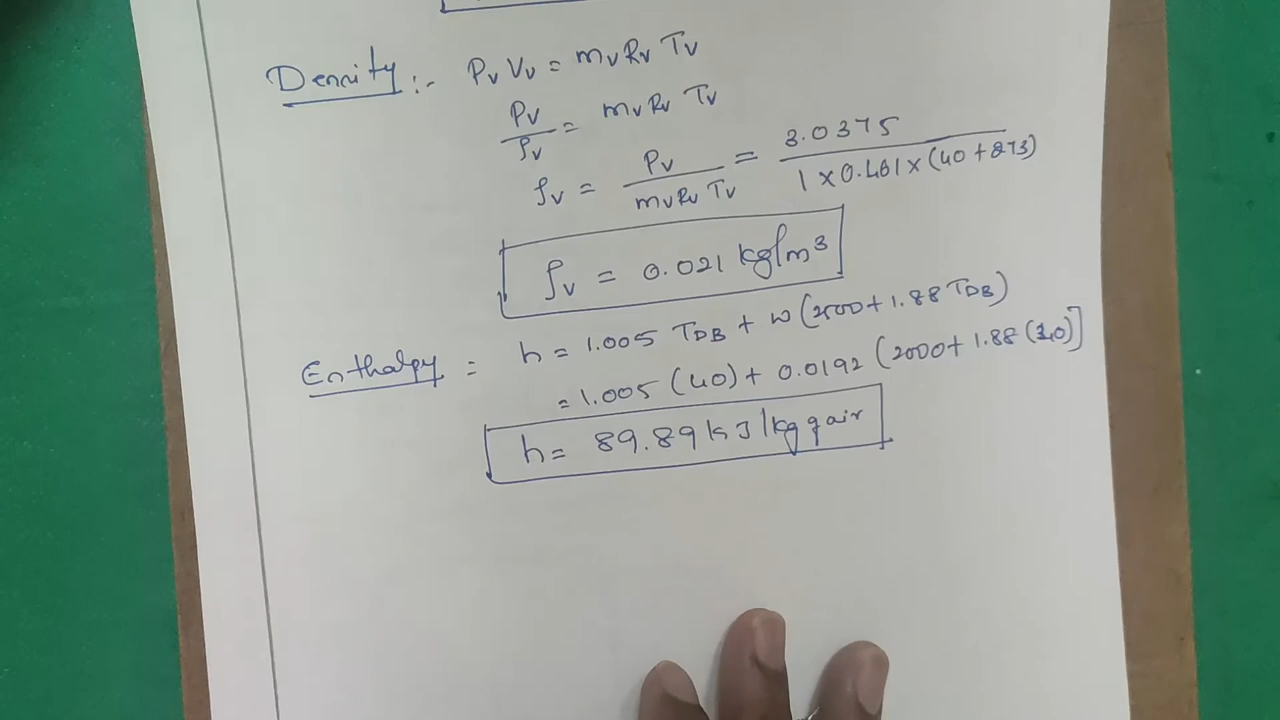 Density :- Pv Vv = mv Rv Tv
Pv/ρv = mv Rv Tv
ρv = Pv/(mv Rv Tv) = 3.0375/(1 x 0.461 x (40 + 273)
ρv = 0.021 kg/m³
Enthalpy : h = 1.005 TDB + w (2500 + 1.88 TDB)
= 1.005 (40) + 0.0192 (2000 + 1.88 (40)]
h = 89.89 kJ/kg g air